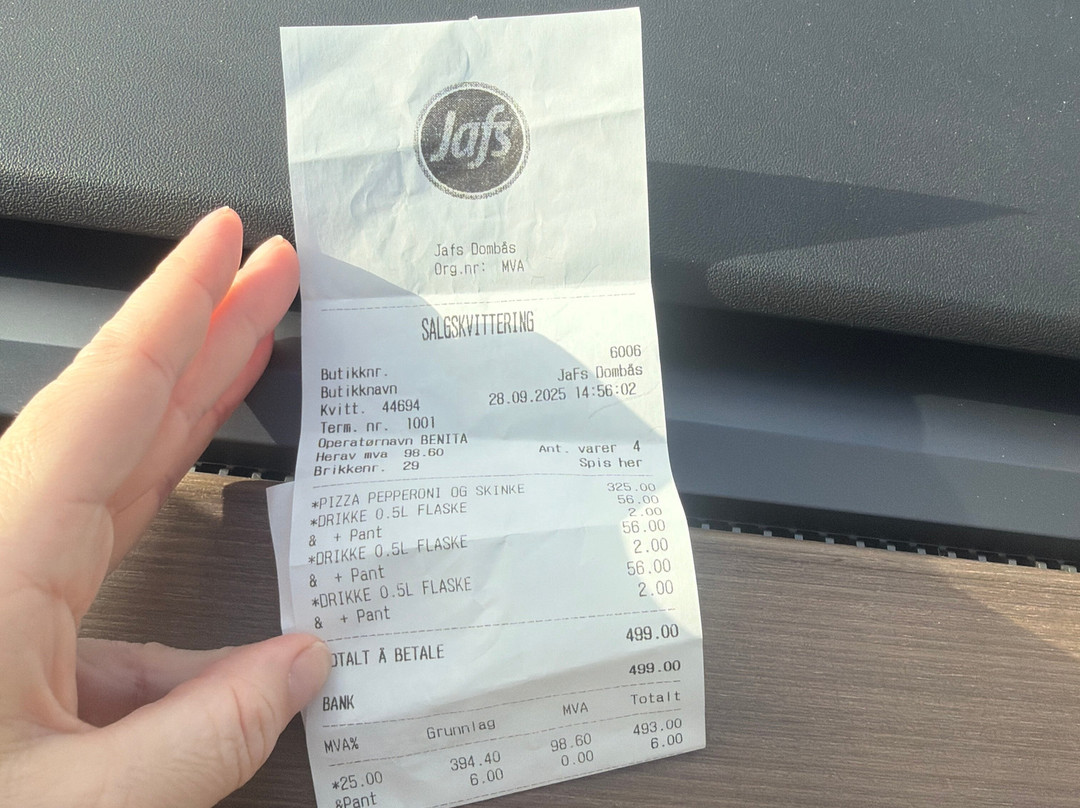 Jafs
Jafs Dombås
Org.nr: MVA
SALGSKVITTERING
Butikknr. 6006
Butikknavn Jafs Dombås
Kvitt. 44694 28.09.2025 14:56:02
Term. nr. 1001
Operatørnavn BENITA
Herav mva 98.60 Ant. varer 4
Brikkenr. 29 Spis her
*PIZZA PEPPERONI OG SKINKE 325.00
*DRIKKE 0.5L FLASKE 56.00
& + Pant 2.00
*DRIKKE 0.5L FLASKE 56.00
& + Pant 2.00
*DRIKKE 0.5L FLASKE 56.00
& + Pant 2.00
OTALT Å BETALE 499.00
BANK 499.00
MVA% Grunnlag MVA Totalt
*25.00 394.40 98.60 493.00
&Pant 6.00 0.00 6.00